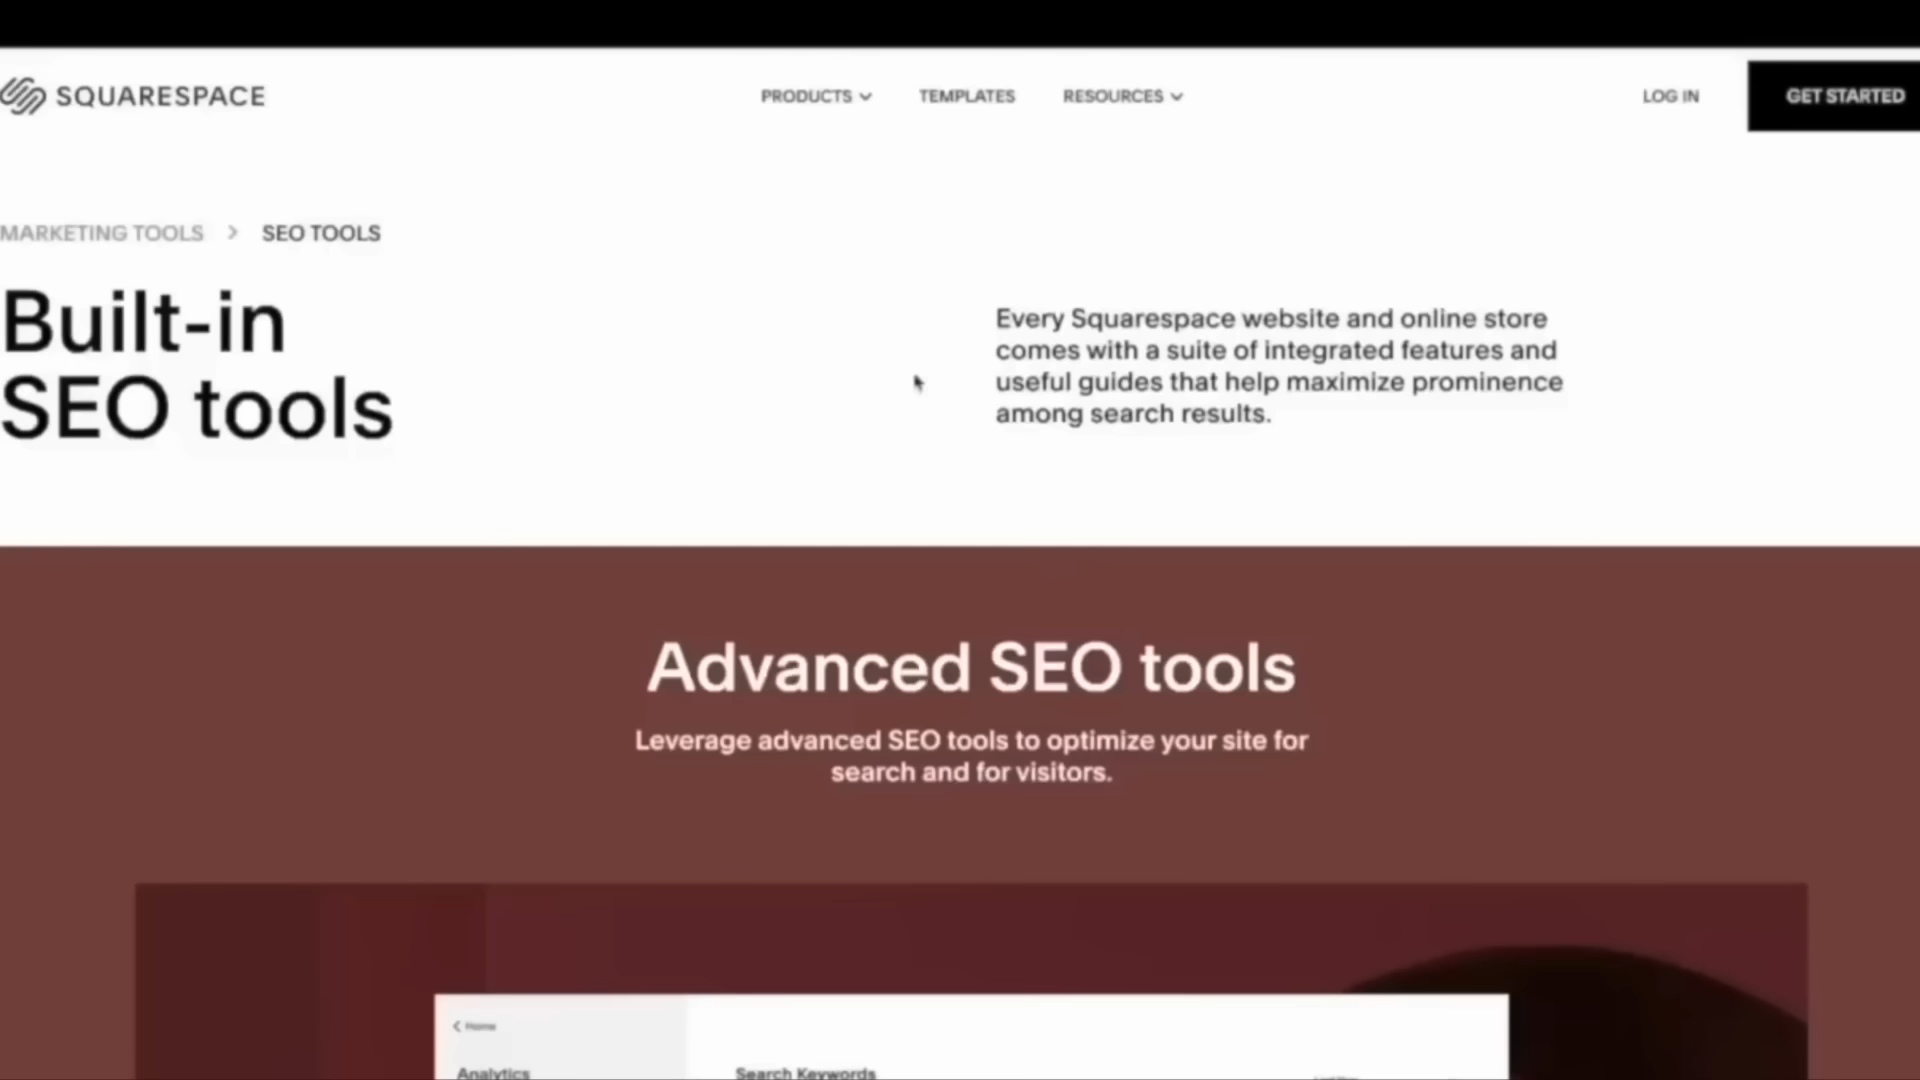 SQUARESPACE
PRODUCTS
TEMPLATES
RESOURCES
LOG IN
GET STARTED
MARKETING TOOLS > SEO TOOLS
Built-in
SEO tools
Every Squarespace website and online store
comes with a suite of integrated features and
useful guides that help maximize prominence
among search results.
Advanced SEO tools
Leverage advanced SEO tools to optimize your site for
search and for visitors.
Home
Analytics
Search Keywords